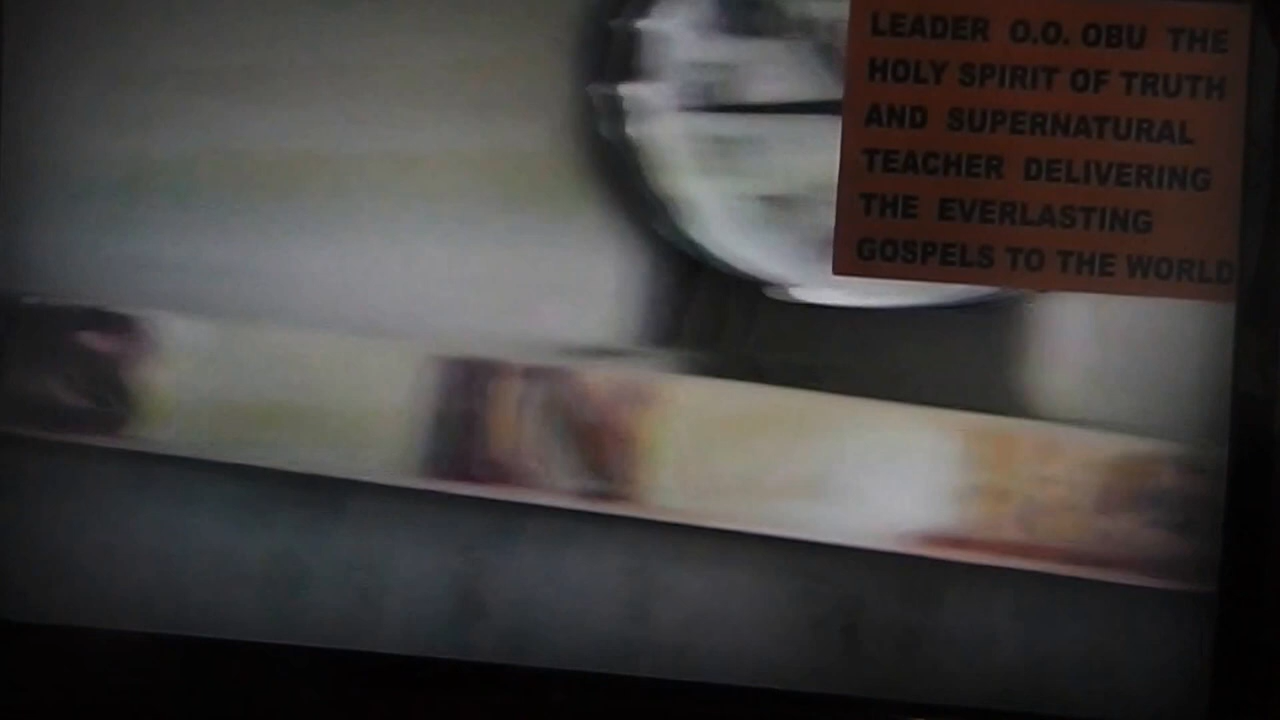 LEADER O.O. OBU THE
HOLY SPIRIT OF TRUTH
AND SUPERNATURAL
TEACHER DELIVERING
THE EVERLASTING
GOSPELS TO THE WORLD